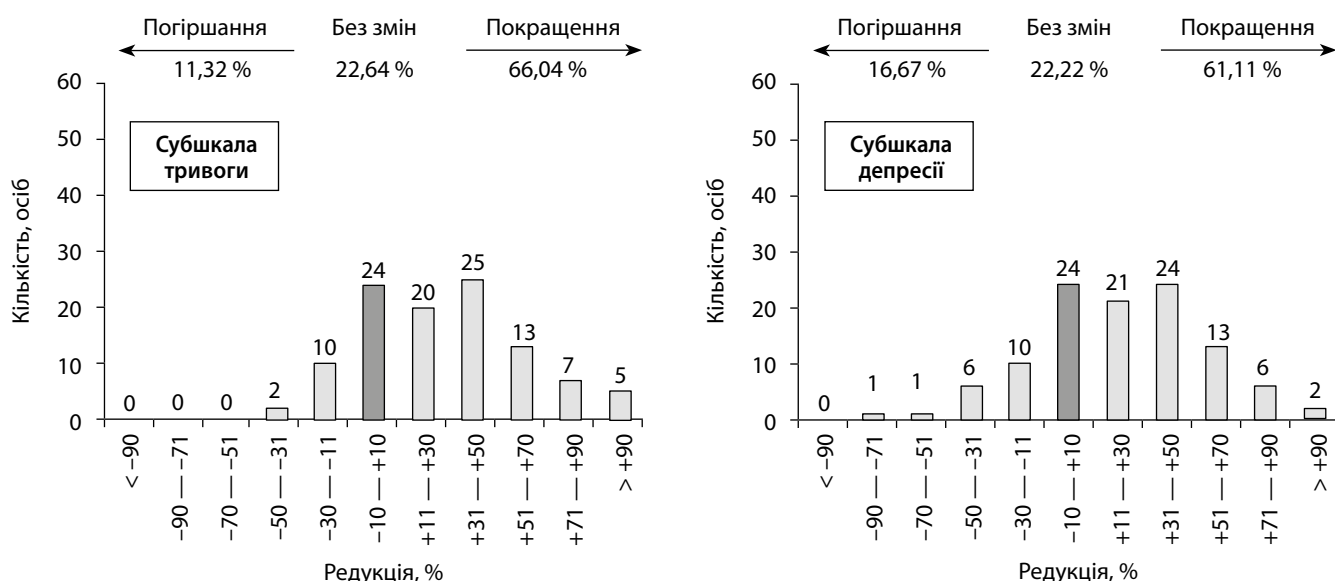 Погіршання Без змін Покращення
11,32 % 22,64 % 66,04 %
Субшкала
тривоги
Кількість, осіб
60
50
40
30
20
10
0
0 0 0 2 10 24 20 25 13 7 5
< –90
–90 — –71
–70 — –51
–50 — –31
–30 — –11
–10 — +10
+11 — +30
+31 — +50
+51 — +70
+71 — +90
> +90
Редукція, %
Погіршання Без змін Покращення
16,67 % 22,22 % 61,11 %
Субшкала
депресії
Кількість, осіб
60
50
40
30
20
10
0
0 1 1 6 10 24 21 24 13 6 2
< –90
–90 — –71
–70 — –51
–50 — –31
–30 — –11
–10 — +10
+11 — +30
+31 — +50
+51 — +70
+71 — +90
> +90
Редукція, %